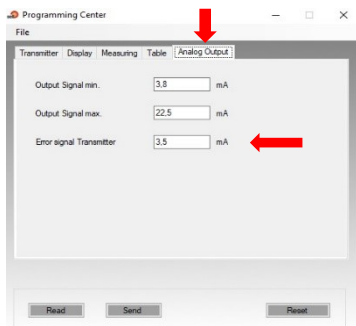 Programming Center
File
Transmitter Display Measuring Table Analog Output
Output Signal min. 3,8 mA
Output Signal max. 22,5 mA
Error signal Transmitter 3,5 mA
Read Send Reset